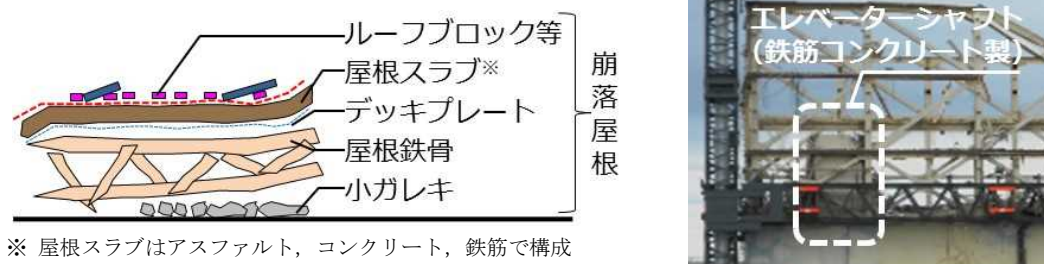 ルーフブロック等
屋根スラブ※
デッキプレート
屋根鉄骨
小ガレキ
崩落屋根
※ 屋根スラブはアスファルト，コンクリート，鉄筋で構成
エレベーターシャフト
(鉄筋コンクリート製)